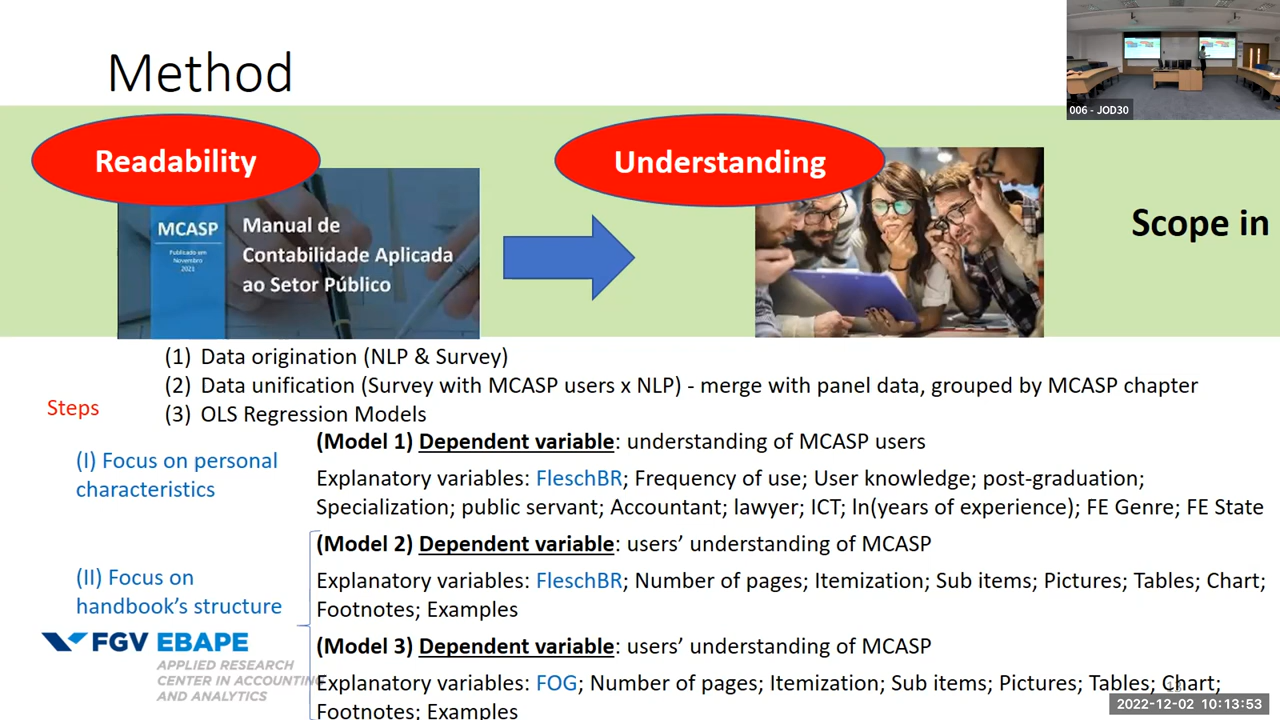 Method
006 - JOD30
Readability
Understanding
Scope in
MCASP
Publicado em
Novembro
2021
Manual de
Contabilidade Aplicada
ao Setor Público
Steps
(1) Data origination (NLP & Survey)
(2) Data unification (Survey with MCASP users x NLP) - merge with panel data, grouped by MCASP chapter
(3) OLS Regression Models
(I) Focus on personal
characteristics
(Model 1) Dependent variable: understanding of MCASP users
Explanatory variables: FleschBR; Frequency of use; User knowledge; post-graduation;
Specialization; public servant; Accountant; lawyer; ICT; ln(years of experience); FE Genre; FE State
(II) Focus on
handbook's structure
(Model 2) Dependent variable: users' understanding of MCASP
Explanatory variables: FleschBR; Number of pages; Itemization; Sub items; Pictures; Tables; Chart;
Footnotes; Examples
(Model 3) Dependent variable: users' understanding of MCASP
Explanatory variables: FOG; Number of pages; Itemization; Sub items; Pictures; Tables; Chart;
Footnotes; Examples
FGV EBAPE
APPLIED RESEARCH
CENTER IN ACCOUNTING
AND ANALYTICS
2022-12-02 10:13:53